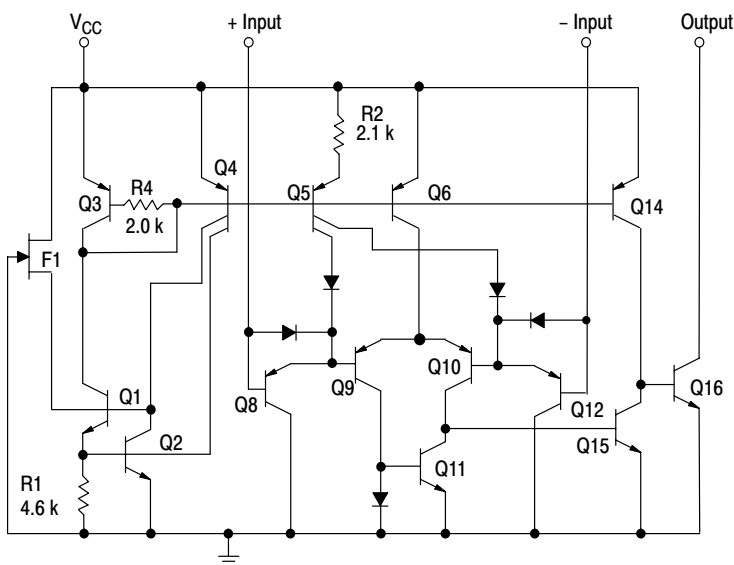 VCC
+ Input
– Input
Output
R2
2.1 k
Q3
R4
2.0 k
Q4
Q5
Q6
Q14
F1
Q1
Q2
Q8
Q9
Q10
Q12
Q16
Q11
Q15
R1
4.6 k